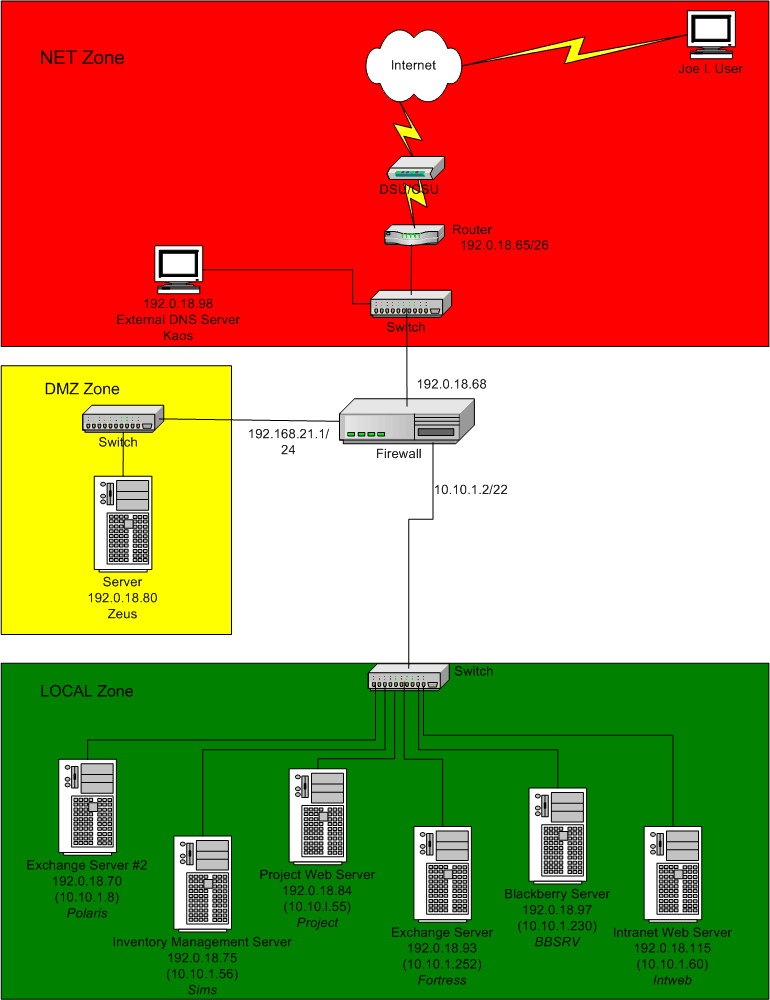 NET Zone
Internet
Joe I. User
DSU/CSU
Router
192.0.18.65/26
192.0.18.98
External DNS Server
Kaos
Switch
192.0.18.68
DMZ Zone
Switch
192.168.21.1/
24
Firewall
10.10.1.2/22
Server
192.0.18.80
Zeus
Switch
LOCAL Zone
Exchange Server #2
192.0.18.70
(10.10.1.8)
Polaris
Inventory Management Server
192.0.18.75
(10.10.1.56)
Sims
Project Web Server
192.0.18.84
(10.10.I.55)
Project
Exchange Server
192.0.18.93
(10.10.1.252)
Fortress
Blackberry Server
192.0.18.97
(10.10.1.230)
BBSRV
Intranet Web Server
192.0.18.115
(10.10.1.60)
Intweb